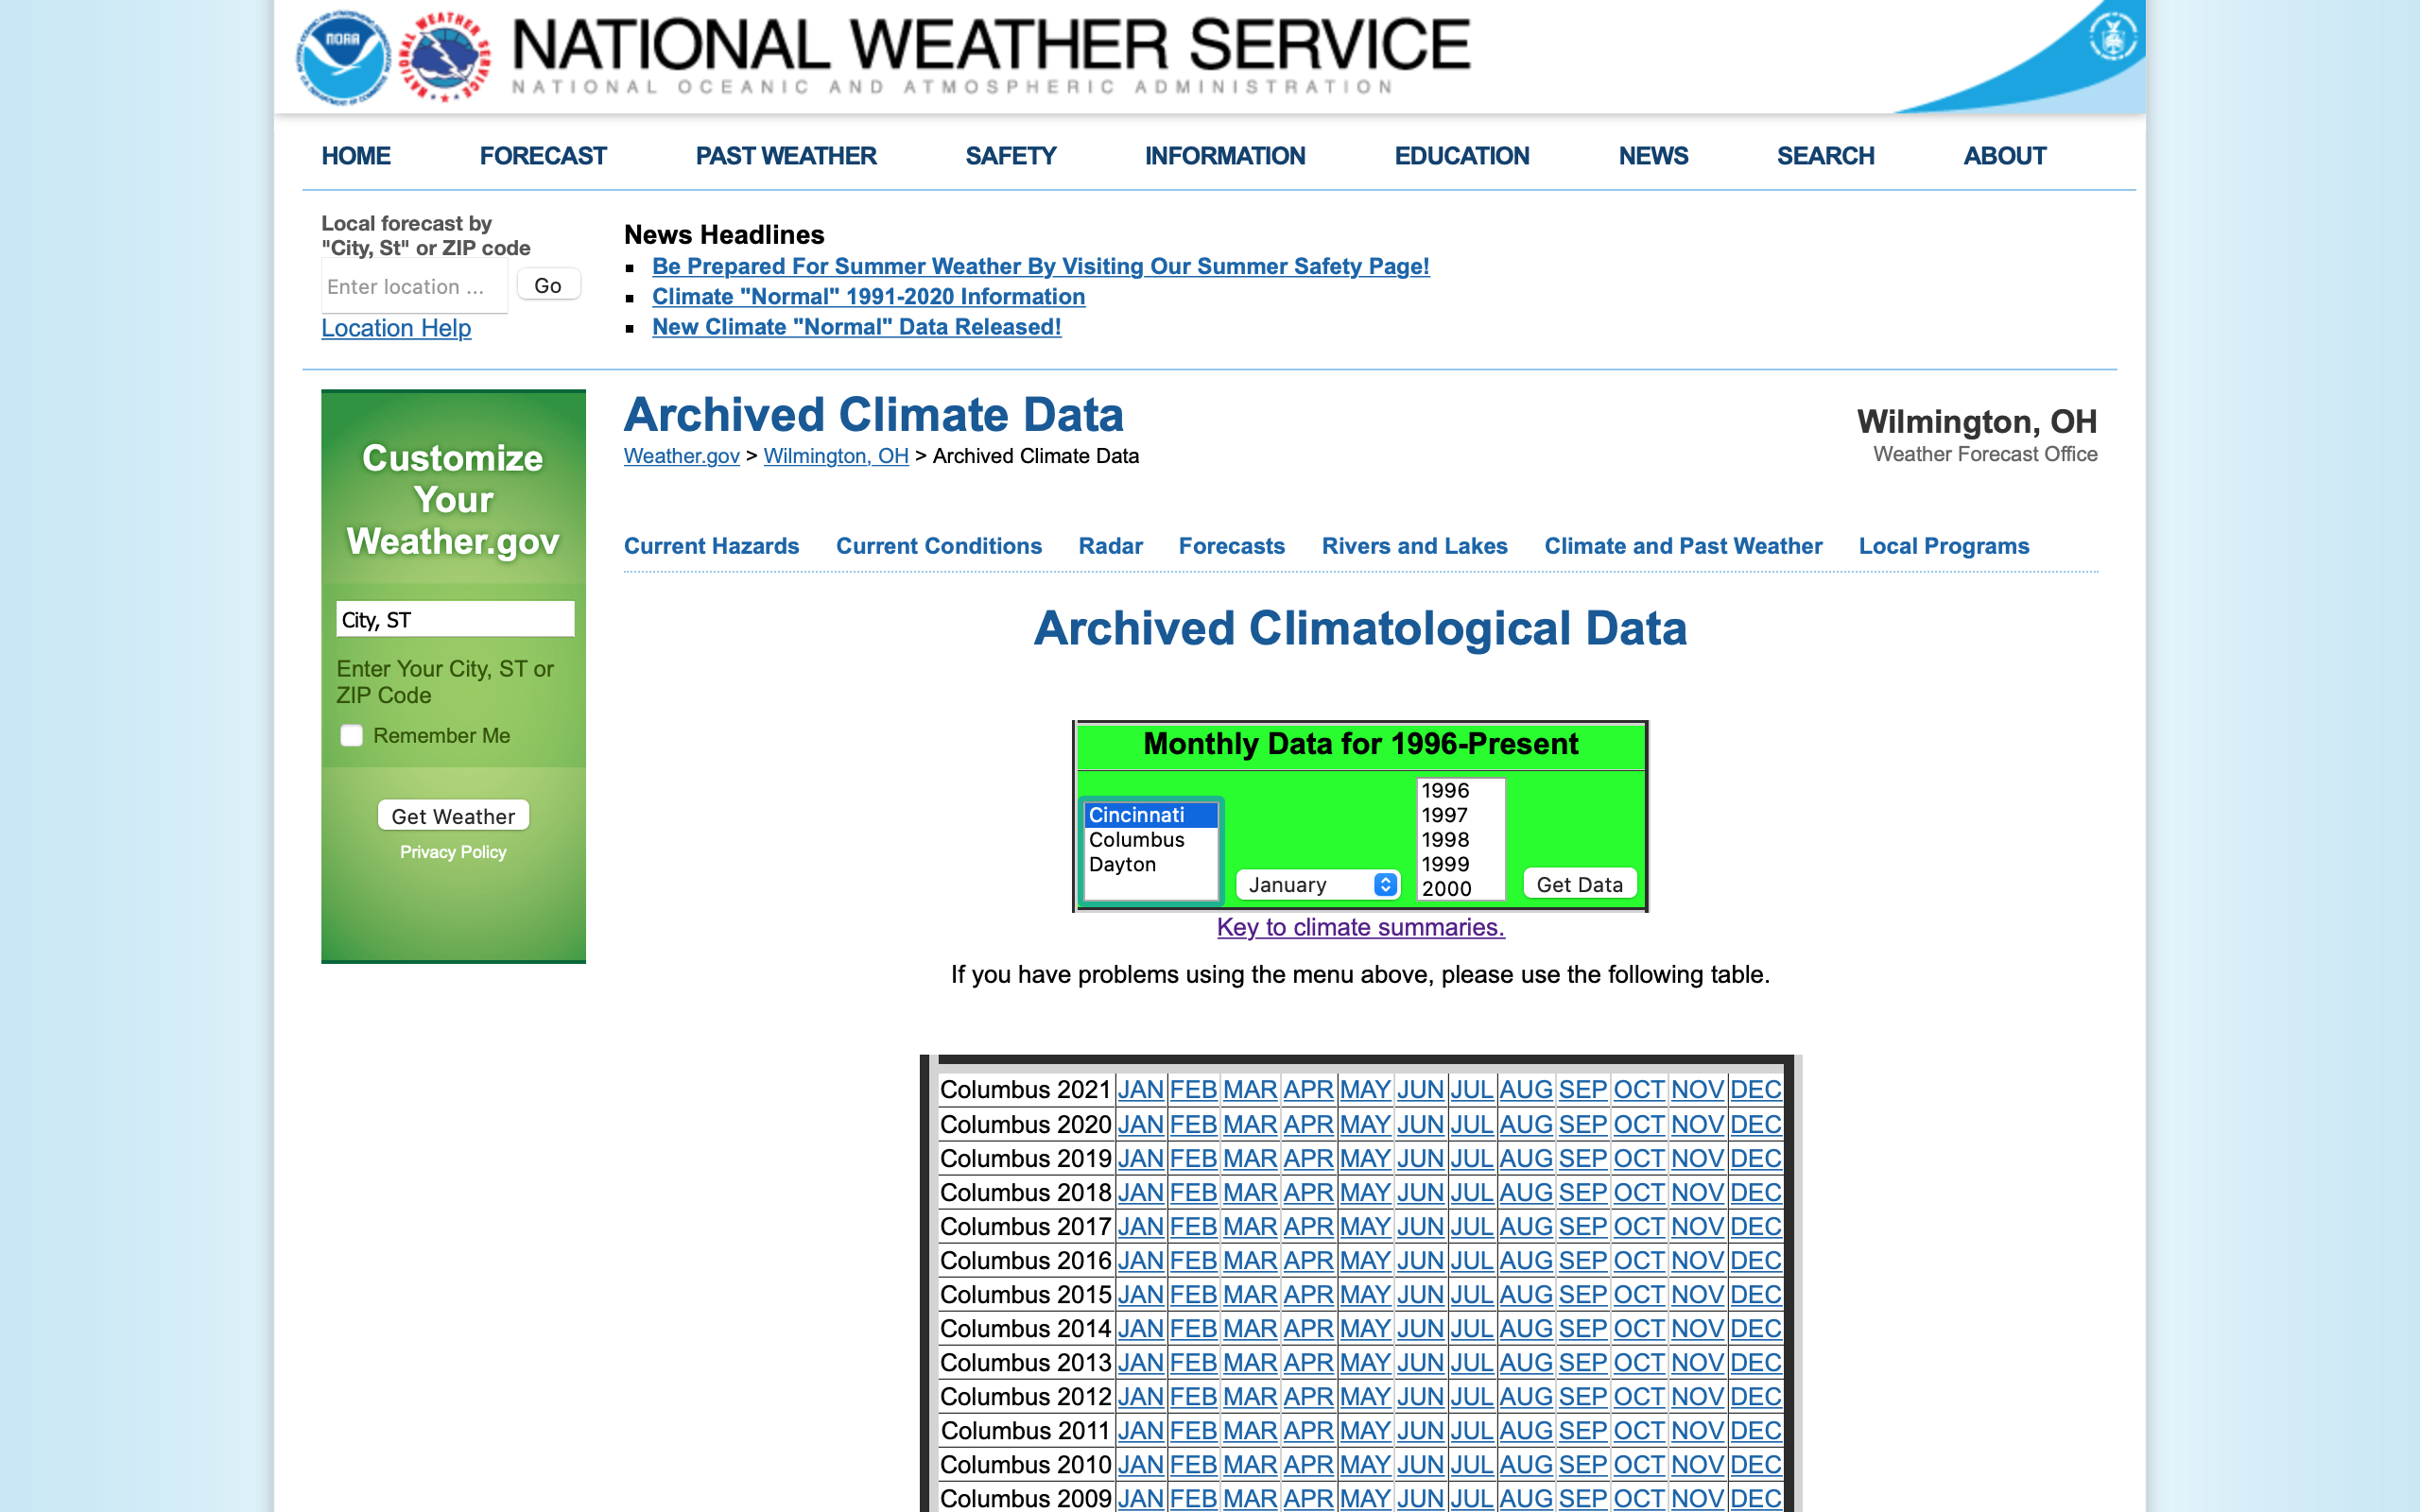 NOAA
NATIONAL WEATHER SERVICE
NATIONAL WEATHER SERVICE
NATIONAL OCEANIC AND ATMOSPHERIC ADMINISTRATION
HOME FORECAST PAST WEATHER SAFETY INFORMATION EDUCATION NEWS SEARCH ABOUT
Local forecast by
"City, St" or ZIP code
Enter location ... Go
Location Help
News Headlines
Be Prepared For Summer Weather By Visiting Our Summer Safety Page!
Climate "Normal" 1991-2020 Information
New Climate "Normal" Data Released!
Customize
Your
Weather.gov
City, ST
Enter Your City, ST or
ZIP Code
Remember Me
Get Weather
Privacy Policy
Archived Climate Data
Weather.gov > Wilmington, OH > Archived Climate Data
Wilmington, OH
Weather Forecast Office
Current Hazards Current Conditions Radar Forecasts Rivers and Lakes Climate and Past Weather Local Programs
Archived Climatological Data
Monthly Data for 1996-Present
Cincinnati
Columbus
Dayton
January
1996
1997
1998
1999
2000
Get Data
Key to climate summaries.
If you have problems using the menu above, please use the following table.
Columbus 2021 JAN FEB MAR APR MAY JUN JUL AUG SEP OCT NOV DEC
Columbus 2020 JAN FEB MAR APR MAY JUN JUL AUG SEP OCT NOV DEC
Columbus 2019 JAN FEB MAR APR MAY JUN JUL AUG SEP OCT NOV DEC
Columbus 2018 JAN FEB MAR APR MAY JUN JUL AUG SEP OCT NOV DEC
Columbus 2017 JAN FEB MAR APR MAY JUN JUL AUG SEP OCT NOV DEC
Columbus 2016 JAN FEB MAR APR MAY JUN JUL AUG SEP OCT NOV DEC
Columbus 2015 JAN FEB MAR APR MAY JUN JUL AUG SEP OCT NOV DEC
Columbus 2014 JAN FEB MAR APR MAY JUN JUL AUG SEP OCT NOV DEC
Columbus 2013 JAN FEB MAR APR MAY JUN JUL AUG SEP OCT NOV DEC
Columbus 2012 JAN FEB MAR APR MAY JUN JUL AUG SEP OCT NOV DEC
Columbus 2011 JAN FEB MAR APR MAY JUN JUL AUG SEP OCT NOV DEC
Columbus 2010 JAN FEB MAR APR MAY JUN JUL AUG SEP OCT NOV DEC
Columbus 2009 JAN FEB MAR APR MAY JUN JUL AUG SEP OCT NOV DEC